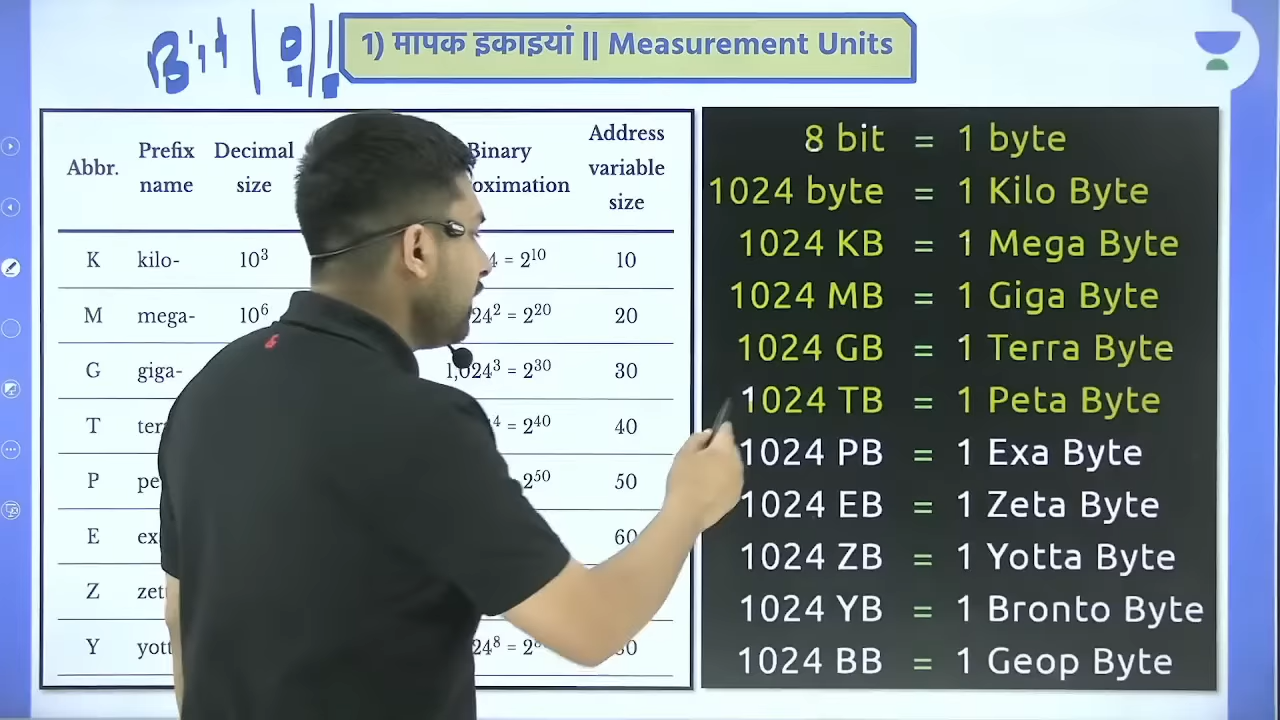 Bit | 0 | 1
1) मापक इकाइयां || Measurement Units
Abbr.
Prefix name
Decimal size
Binary
Address variable size
K kilo- 10³ = 2¹⁰ 10
M mega- 10⁶ = 2²⁰ 20
G giga- 1,024³ = 2³⁰ 30
T = 2⁴⁰ 40
P 2⁵⁰ 50
E 60
Z
Y
8 bit = 1 byte
1024 byte = 1 Kilo Byte
1024 KB = 1 Mega Byte
1024 MB = 1 Giga Byte
1024 GB = 1 Terra Byte
1024 TB = 1 Peta Byte
1024 PB = 1 Exa Byte
1024 EB = 1 Zeta Byte
1024 ZB = 1 Yotta Byte
1024 YB = 1 Bronto Byte
1024 BB = 1 Geop Byte